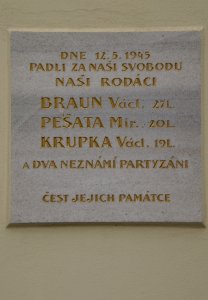 DNE 12.5.1945
PADLI ZA NAŠI SVOBODU
NAŠI RODÁCI
BRAUN Václ. 27L.
PEŠATA Mir. 20L.
KRUPKA Václ. 19L.
A DVA NEZNÁMÍ PARTYZÁNI
ČEST JEJICH PAMÁTCE